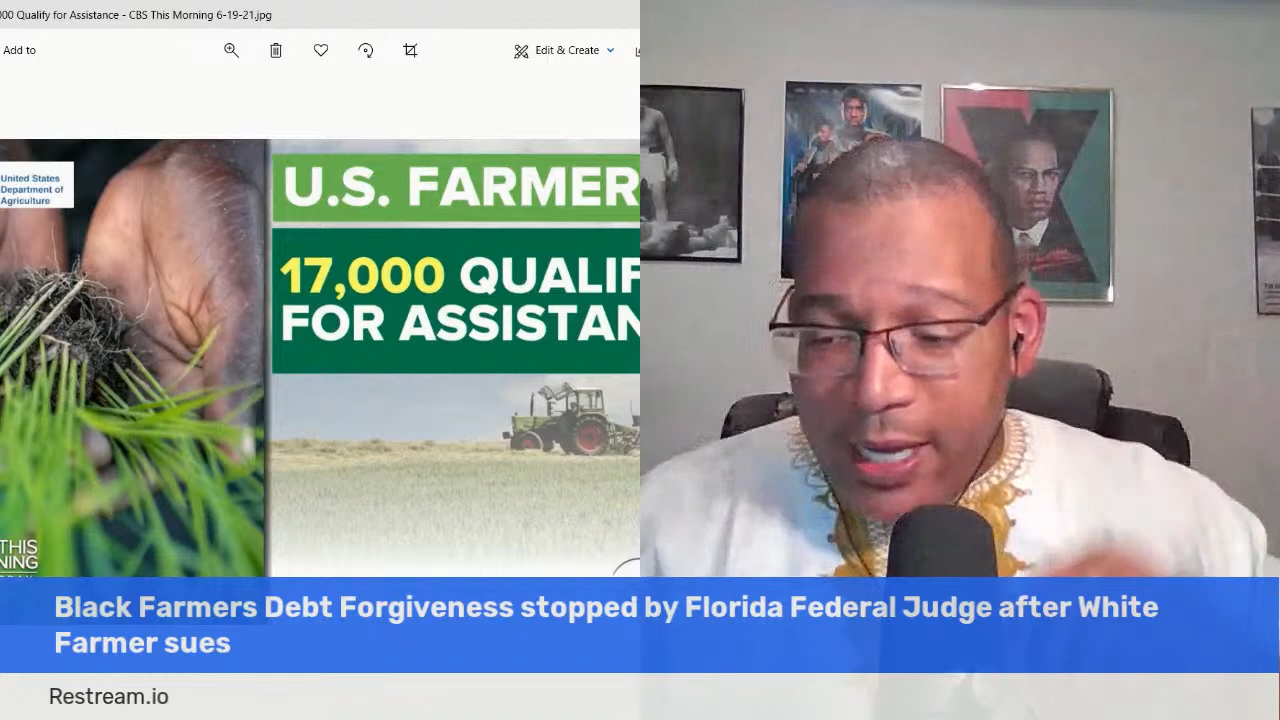 000 Qualify for Assistance - CBS This Morning 6-19-21.jpg
Add to
Edit & Create
United States
Department of
Agriculture
U.S. FARMER
17,000 QUALIF
FOR ASSISTAN
THIS
NING
Black Farmers Debt Forgiveness stopped by Florida Federal Judge after White
Farmer sues
Restream.io